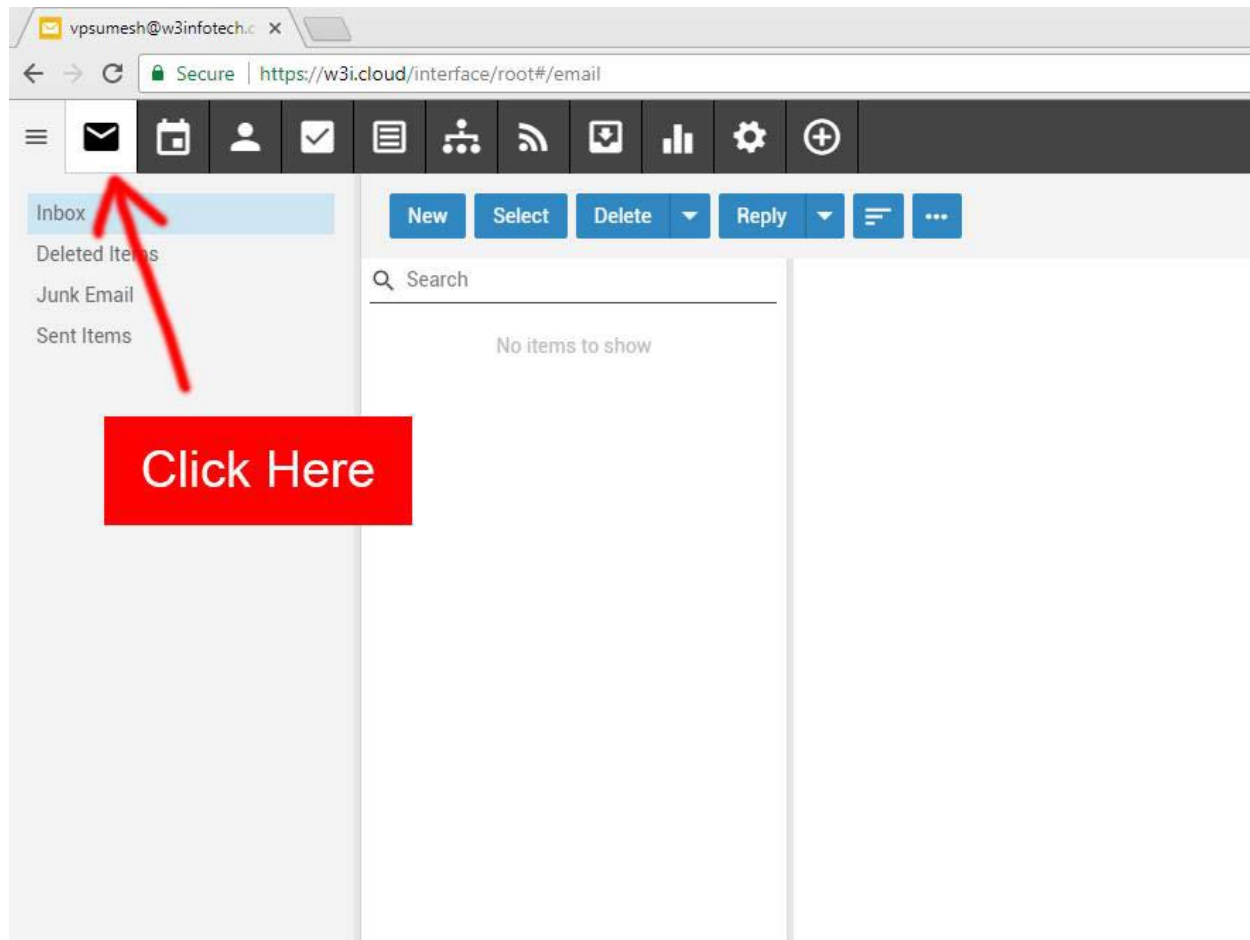 vpsumesh@w3infotech.c
Secure | https://w3i.cloud/interface/root#/email
Inbox
Deleted Items
Junk Email
Sent Items
New Select Delete Reply
Search
No items to show
Click Here